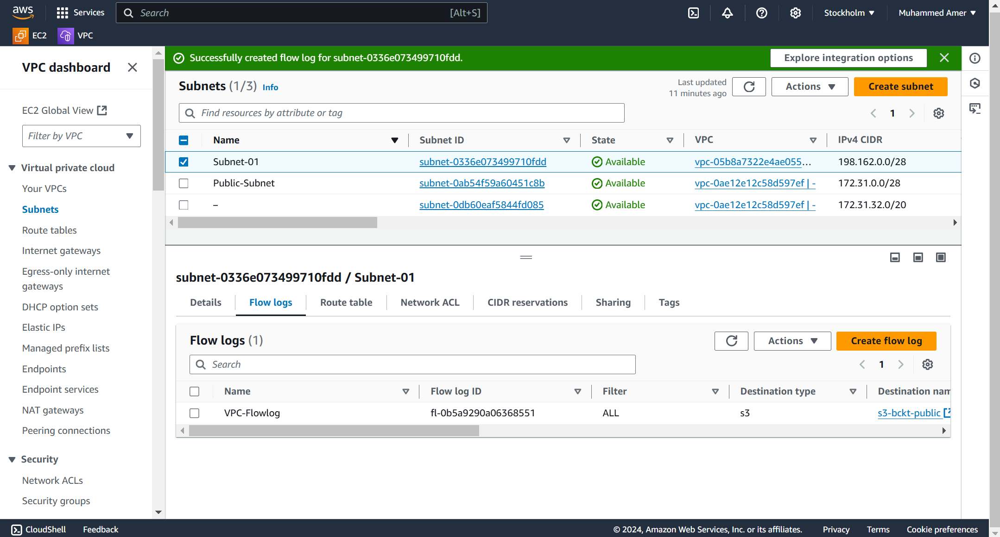 aws
Services
Search
[Alt+S]
Stockholm
Muhammed Amer
EC2
VPC
VPC dashboard
EC2 Global View
Filter by VPC
Virtual private cloud
Your VPCs
Subnets
Route tables
Internet gateways
Egress-only internet
gateways
DHCP option sets
Elastic IPs
Managed prefix lists
Endpoints
Endpoint services
NAT gateways
Peering connections
Security
Network ACLs
Security groups
Successfully created flow log for subnet-0336e073499710fdd.
Explore integration options
Subnets (1/3) Info
Last updated
11 minutes ago
Actions
Create subnet
Find resources by attribute or tag
1
Name Subnet ID State VPC IPv4 CIDR
Subnet-01 subnet-0336e073499710fdd Available vpc-05b8a7322e4ae055… 198.162.0.0/28
Public-Subnet subnet-0ab54f59a60451c8b Available vpc-0ae12e12c58d597ef | - 172.31.0.0/28
– subnet-0db60eaf5844fd085 Available vpc-0ae12e12c58d597ef | - 172.31.32.0/20
subnet-0336e073499710fdd / Subnet-01
Details
Flow logs
Route table
Network ACL
CIDR reservations
Sharing
Tags
Flow logs (1)
Actions
Create flow log
Search
1
Name Flow log ID Filter Destination type Destination nam
VPC-Flowlog fl-0b5a9290a06368551 ALL s3 s3-bckt-public
CloudShell
Feedback
© 2024, Amazon Web Services, Inc. or its affiliates.
Privacy
Terms
Cookie preferences